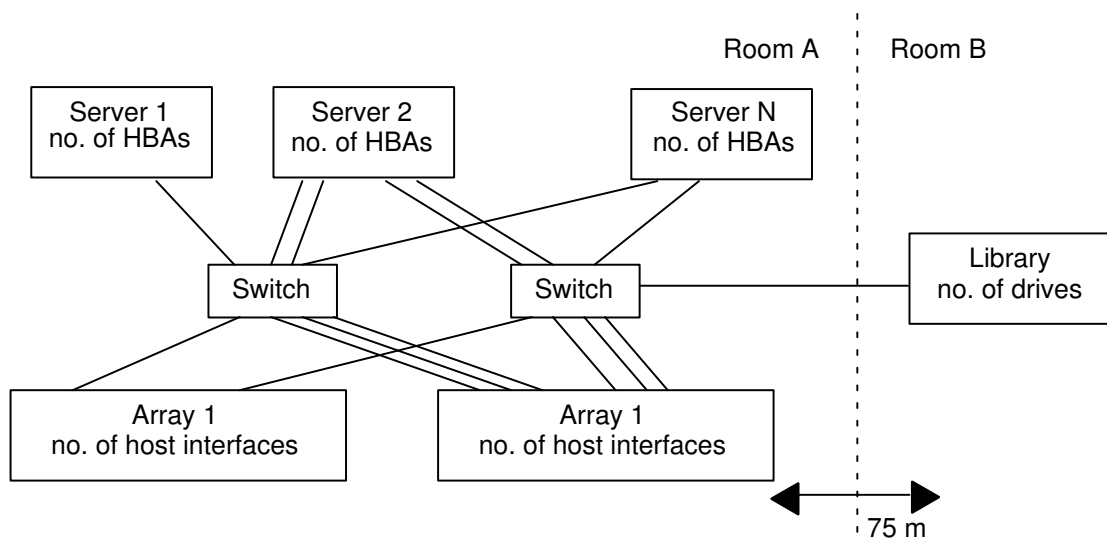 Room A
Room B
Server 1
no. of HBAs
Server 2
no. of HBAs
Server N
no. of HBAs
Switch
Switch
Library
no. of drives
Array 1
no. of host interfaces
Array 1
no. of host interfaces
75 m